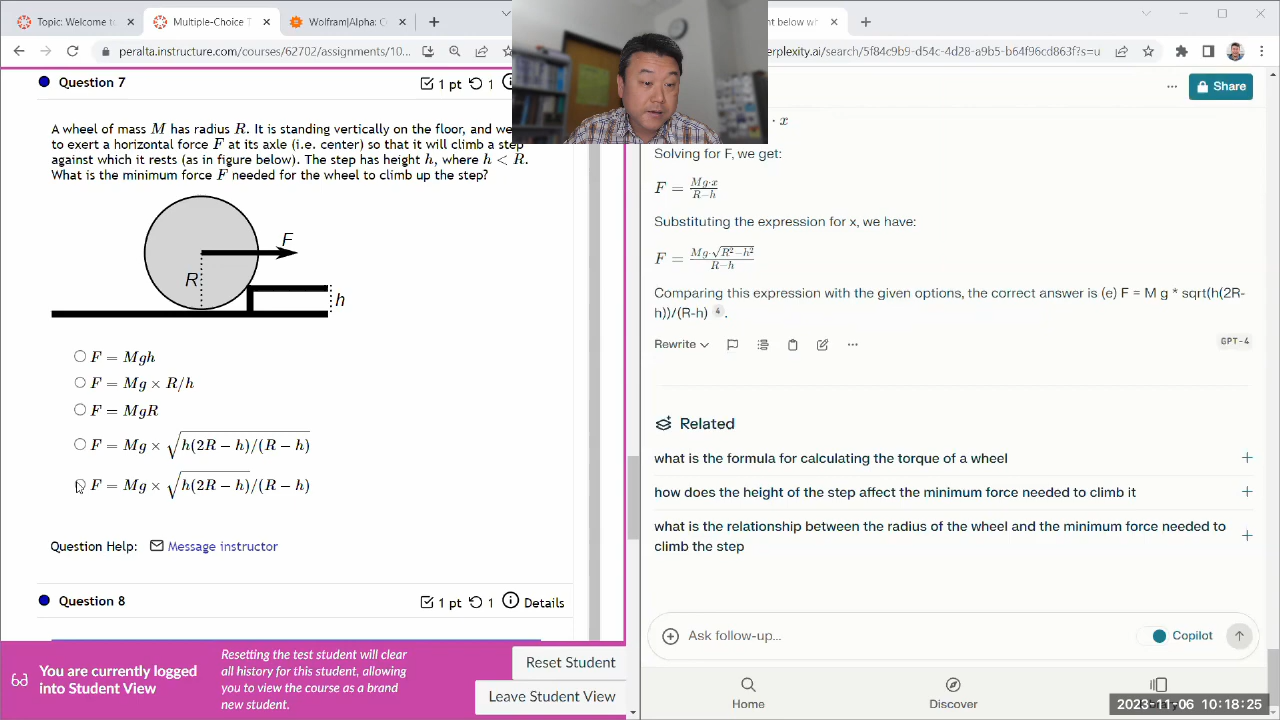 Topic: Welcome to
Multiple-Choice T
Wolfram|Alpha: C
nt below wh
peralta.instructure.com/courses/62702/assignments/10...
erplexity.ai/search/5f84c9b9-d54c-4d28-a9b5-b64f96cd863f?s=u
Question 7
1 pt 1
Share
A wheel of mass M has radius R. It is standing vertically on the floor, and we
to exert a horizontal force F at its axle (i.e. center) so that it will climb a step
against which it rests (as in figure below). The step has height h, where h < R.
What is the minimum force F needed for the wheel to climb up the step?
F
R
h
F = Mgh
F = Mg × R/h
F = MgR
F = Mg × √(h(2R − h)/(R − h))
F = Mg × √(h(2R − h))/(R − h)
Question Help: Message instructor
Question 8
1 pt 1 Details
You are currently logged
into Student View
Resetting the test student will clear
all history for this student, allowing
you to view the course as a brand
new student.
Reset Student
Leave Student View
· x
Solving for F, we get:
F = Mg·x / R−h
Substituting the expression for x, we have:
F = Mg·√(R²−h²) / R−h
Comparing this expression with the given options, the correct answer is (e) F = M g * sqrt(h(2R-
h))/(R-h) 4 .
Rewrite
GPT-4
Related
what is the formula for calculating the torque of a wheel
how does the height of the step affect the minimum force needed to climb it
what is the relationship between the radius of the wheel and the minimum force needed to
climb the step
Ask follow-up...
Copilot
Home
Discover
2023-11-06 10:18:25